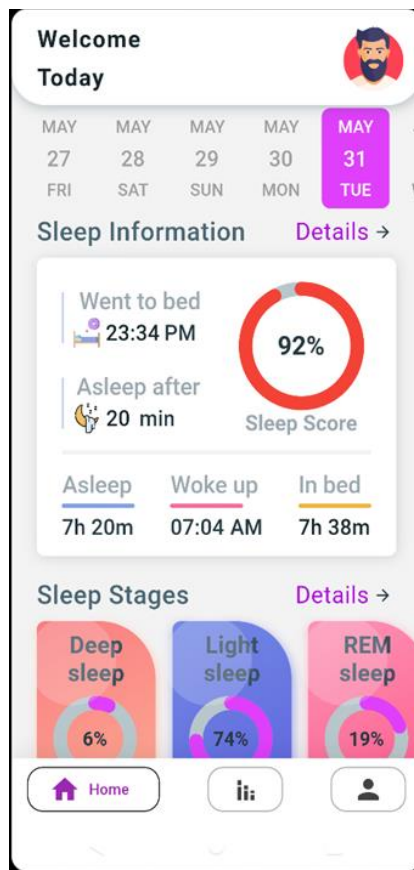 Welcome
Today
MAY MAY MAY MAY MAY
27 28 29 30 31
FRI SAT SUN MON TUE
Sleep Information Details →
Went to bed
23:34 PM
92%
Asleep after
20 min
Sleep Score
Asleep Woke up In bed
7h 20m 07:04 AM 7h 38m
Sleep Stages Details →
Deep sleep Light sleep REM sleep
6% 74% 19%
Home